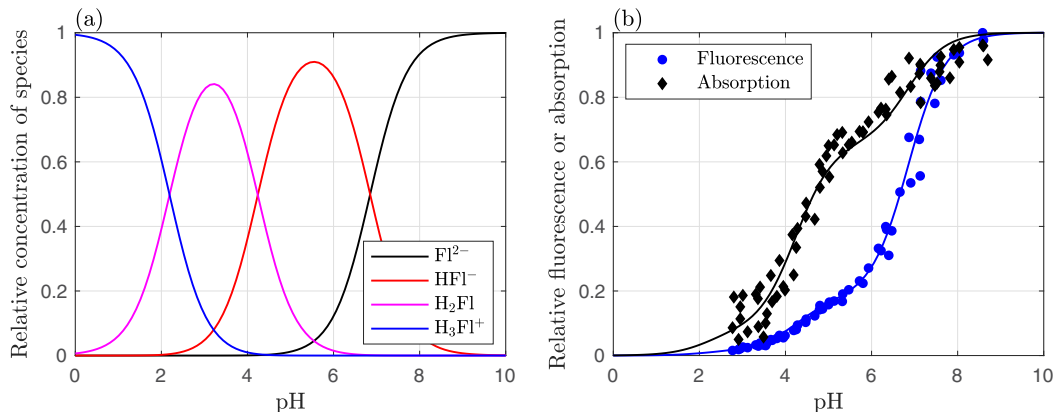 (a)
Relative concentration of species
1
0.8
0.6
0.4
0.2
0
0 2 4 6 8 10
pH
Fl²⁻
HFl⁻
H₂Fl
H₃Fl⁺
(b)
Relative fluorescence or absorption
1
0.8
0.6
0.4
0.2
0
0 2 4 6 8 10
pH
Fluorescence
Absorption